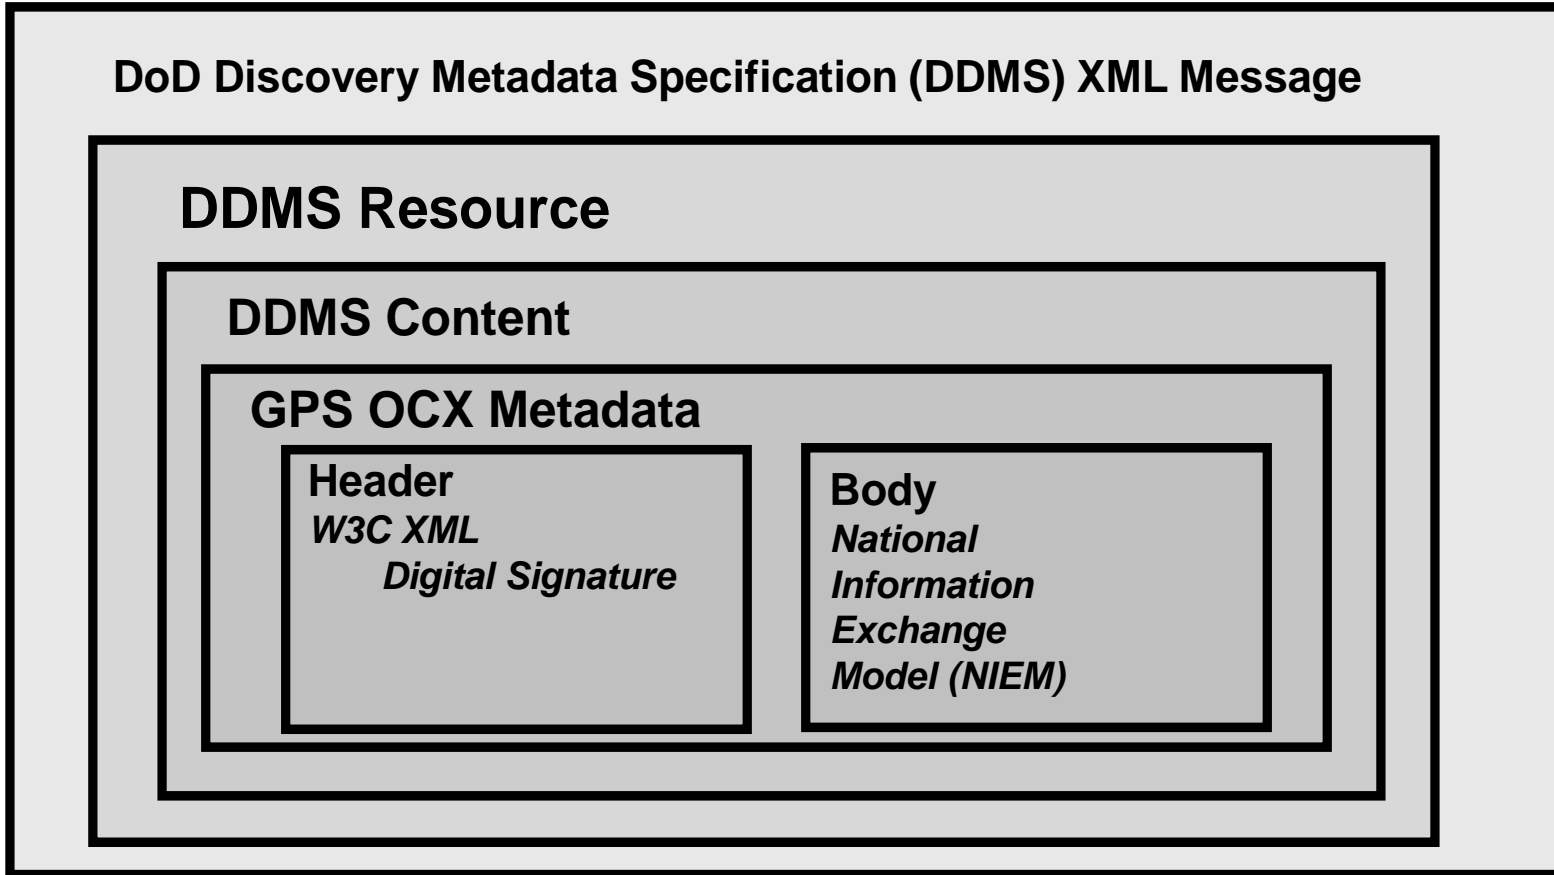 DoD Discovery Metadata Specification (DDMS) XML Message
DDMS Resource
DDMS Content
GPS OCX Metadata
Header
W3C XML
Digital Signature
Body
National
Information
Exchange
Model (NIEM)